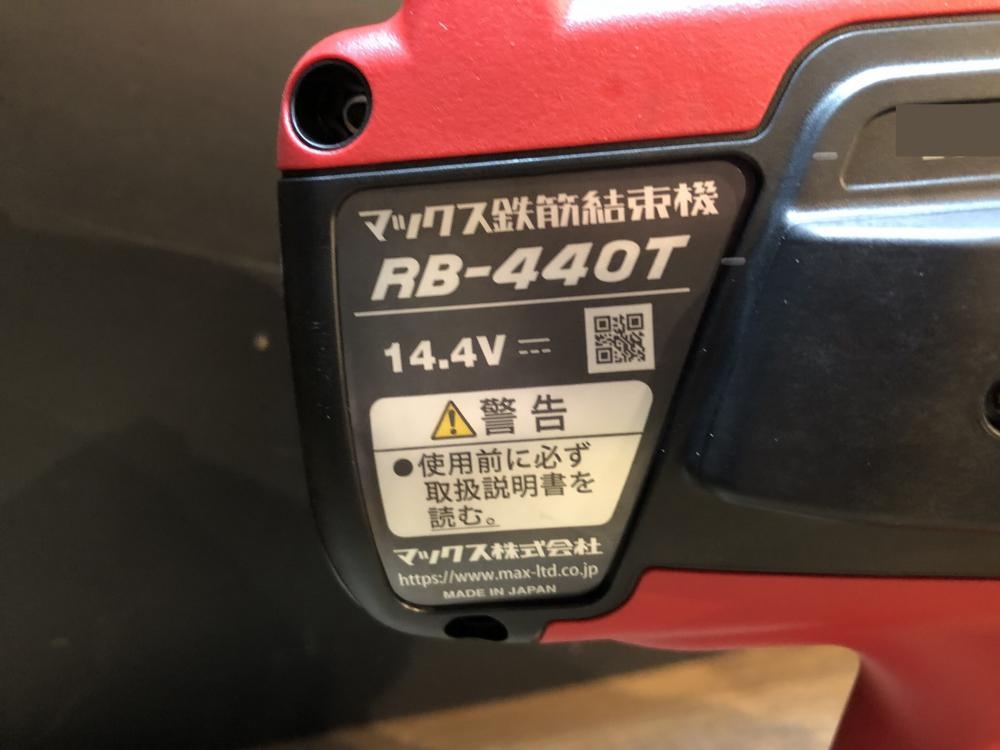 マックス鉄筋結束機
RB-440T
14.4V
警告
●使用前に必ず
取扱説明書を
読む。
マックス株式会社
https://www.max-ltd.co.jp
MADE IN JAPAN